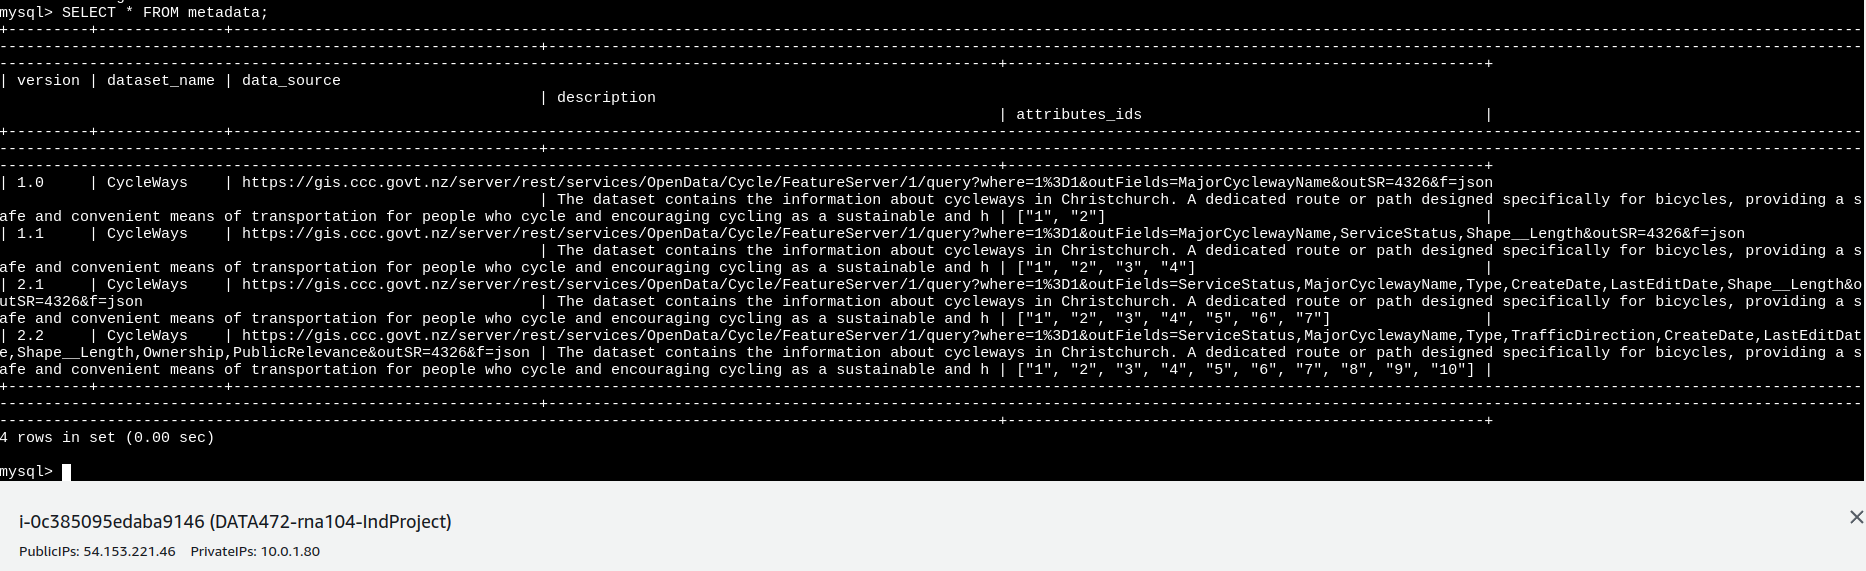 mysql> SELECT * FROM metadata;
| version | dataset_name | data_source
| description
| attributes_ids |
| 1.0 | CycleWays | https://gis.ccc.govt.nz/server/rest/services/OpenData/Cycle/FeatureServer/1/query?where=1%3D1&outFields=MajorCyclewayName&outSR=4326&f=json
| The dataset contains the information about cycleways in Christchurch. A dedicated route or path designed specifically for bicycles, providing a s
afe and convenient means of transportation for people who cycle and encouraging cycling as a sustainable and h | ["1", "2"] |
| 1.1 | CycleWays | https://gis.ccc.govt.nz/server/rest/services/OpenData/Cycle/FeatureServer/1/query?where=1%3D1&outFields=MajorCyclewayName,ServiceStatus,Shape__Length&outSR=4326&f=json
| The dataset contains the information about cycleways in Christchurch. A dedicated route or path designed specifically for bicycles, providing a s
afe and convenient means of transportation for people who cycle and encouraging cycling as a sustainable and h | ["1", "2", "3", "4"] |
| 2.1 | CycleWays | https://gis.ccc.govt.nz/server/rest/services/OpenData/Cycle/FeatureServer/1/query?where=1%3D1&outFields=ServiceStatus,MajorCyclewayName,Type,CreateDate,LastEditDate,Shape__Length&o
utSR=4326&f=json | The dataset contains the information about cycleways in Christchurch. A dedicated route or path designed specifically for bicycles, providing a s
afe and convenient means of transportation for people who cycle and encouraging cycling as a sustainable and h | ["1", "2", "3", "4", "5", "6", "7"] |
| 2.2 | CycleWays | https://gis.ccc.govt.nz/server/rest/services/OpenData/Cycle/FeatureServer/1/query?where=1%3D1&outFields=ServiceStatus,MajorCyclewayName,Type,TrafficDirection,CreateDate,LastEditDat
e,Shape__Length,Ownership,PublicRelevance&outSR=4326&f=json | The dataset contains the information about cycleways in Christchurch. A dedicated route or path designed specifically for bicycles, providing a s
afe and convenient means of transportation for people who cycle and encouraging cycling as a sustainable and h | ["1", "2", "3", "4", "5", "6", "7", "8", "9", "10"] |
4 rows in set (0.00 sec)
mysql>
i-0c385095edaba9146 (DATA472-rna104-IndProject)
PublicIPs: 54.153.221.46 PrivateIPs: 10.0.1.80